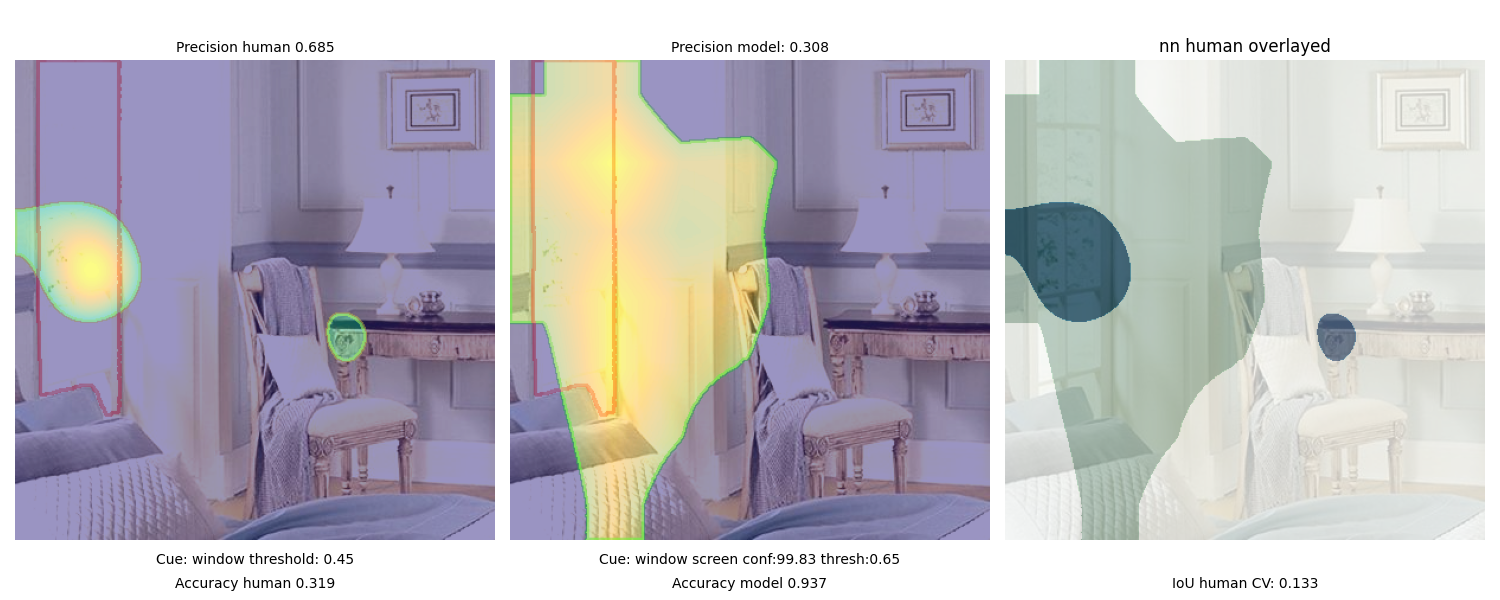 Precision human 0.685
Precision model: 0.308
nn human overlayed
Cue: window threshold: 0.45
Cue: window screen conf:99.83 thresh:0.65
Accuracy human 0.319
Accuracy model 0.937
IoU human CV: 0.133